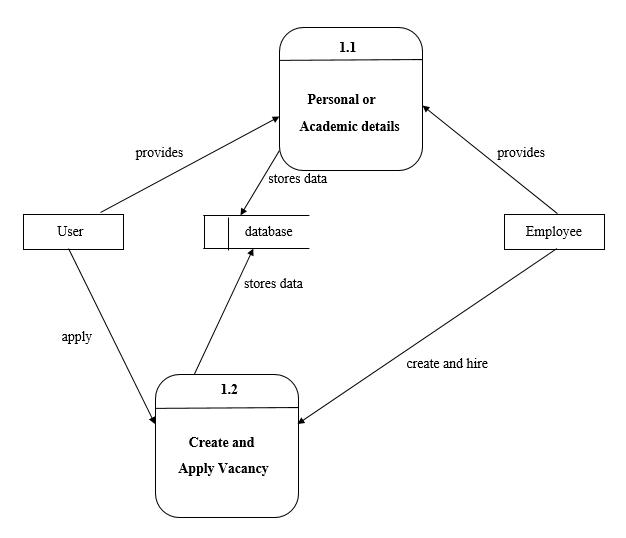 1.1
Personal or
Academic details
provides
provides
stores data
User
database
Employee
stores data
apply
create and hire
1.2
Create and
Apply Vacancy